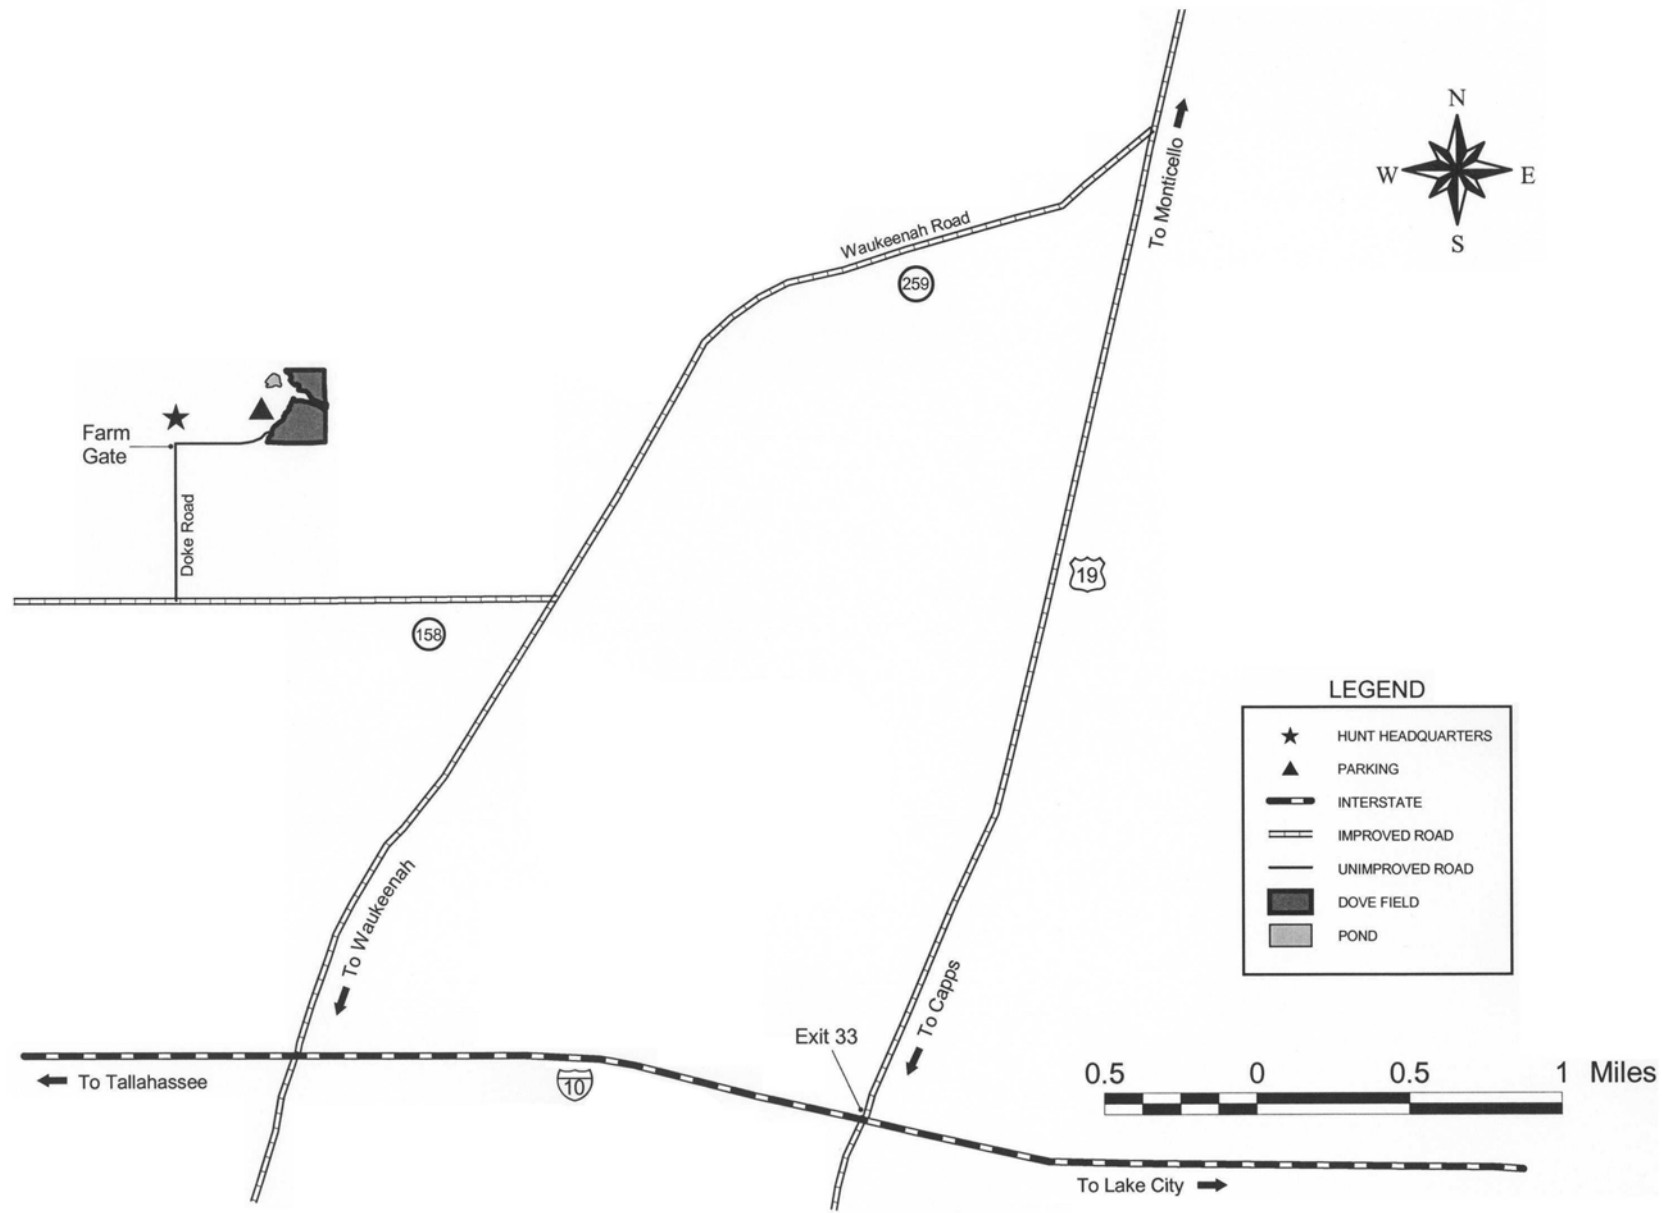 N
W
E
S
To Monticello
Waukeenah Road
259
Farm
Gate
Doke Road
158
19
LEGEND
HUNT HEADQUARTERS
PARKING
INTERSTATE
IMPROVED ROAD
UNIMPROVED ROAD
DOVE FIELD
POND
To Waukeenah
To Capps
Exit 33
To Tallahassee
10
0.5 0 0.5 1 Miles
To Lake City